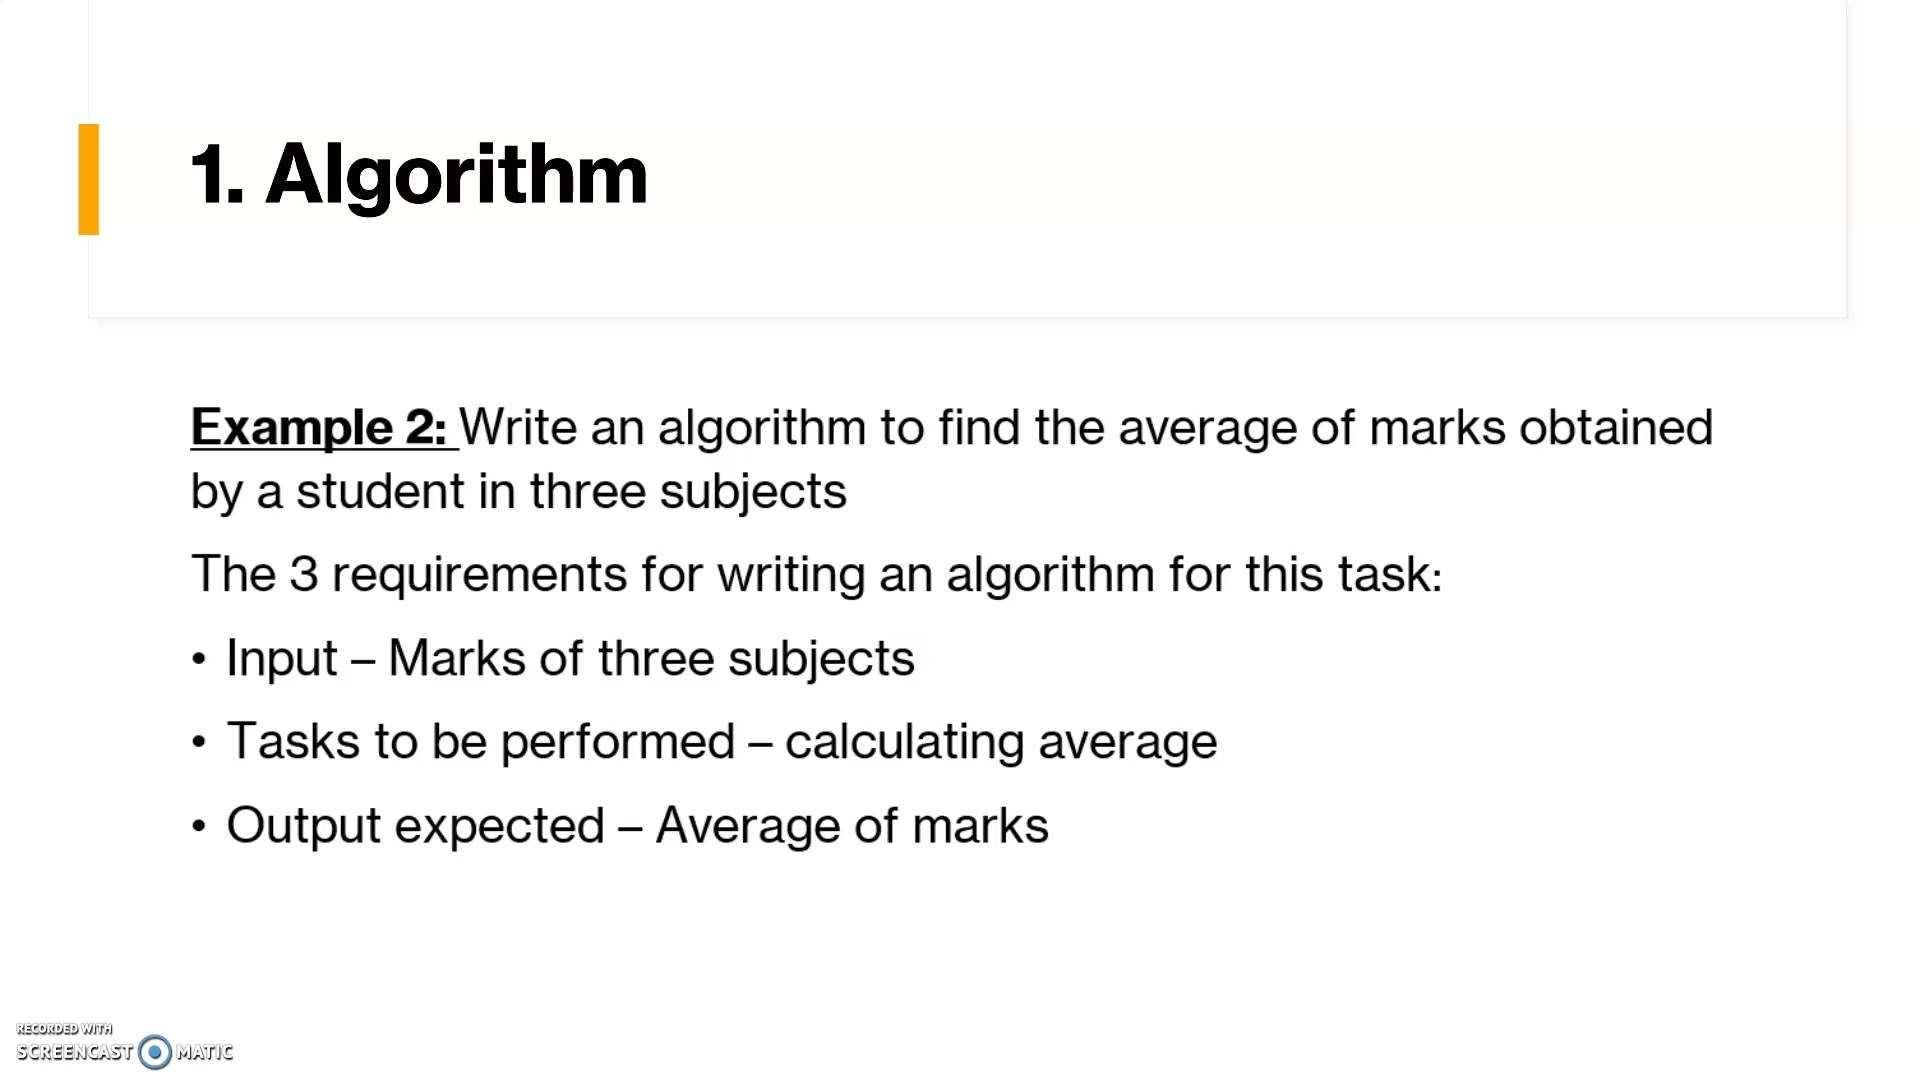 1. Algorithm
Example 2: Write an algorithm to find the average of marks obtained
by a student in three subjects
The 3 requirements for writing an algorithm for this task:
• Input – Marks of three subjects
• Tasks to be performed – calculating average
• Output expected – Average of marks
RECORDED WITH
SCREENCAST MATIC